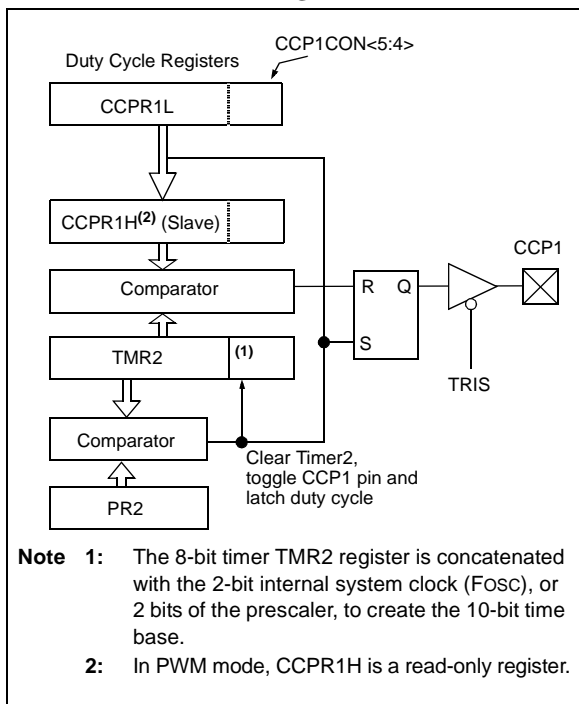 CCP1CON<5:4>
Duty Cycle Registers
CCPR1L
CCPR1H(2) (Slave)
CCP1
Comparator
R Q
TMR2
(1)
S
TRIS
Comparator
Clear Timer2,
toggle CCP1 pin and
latch duty cycle
PR2
Note 1: The 8-bit timer TMR2 register is concatenated
with the 2-bit internal system clock (FOSC), or
2 bits of the prescaler, to create the 10-bit time
base.
2: In PWM mode, CCPR1H is a read-only register.